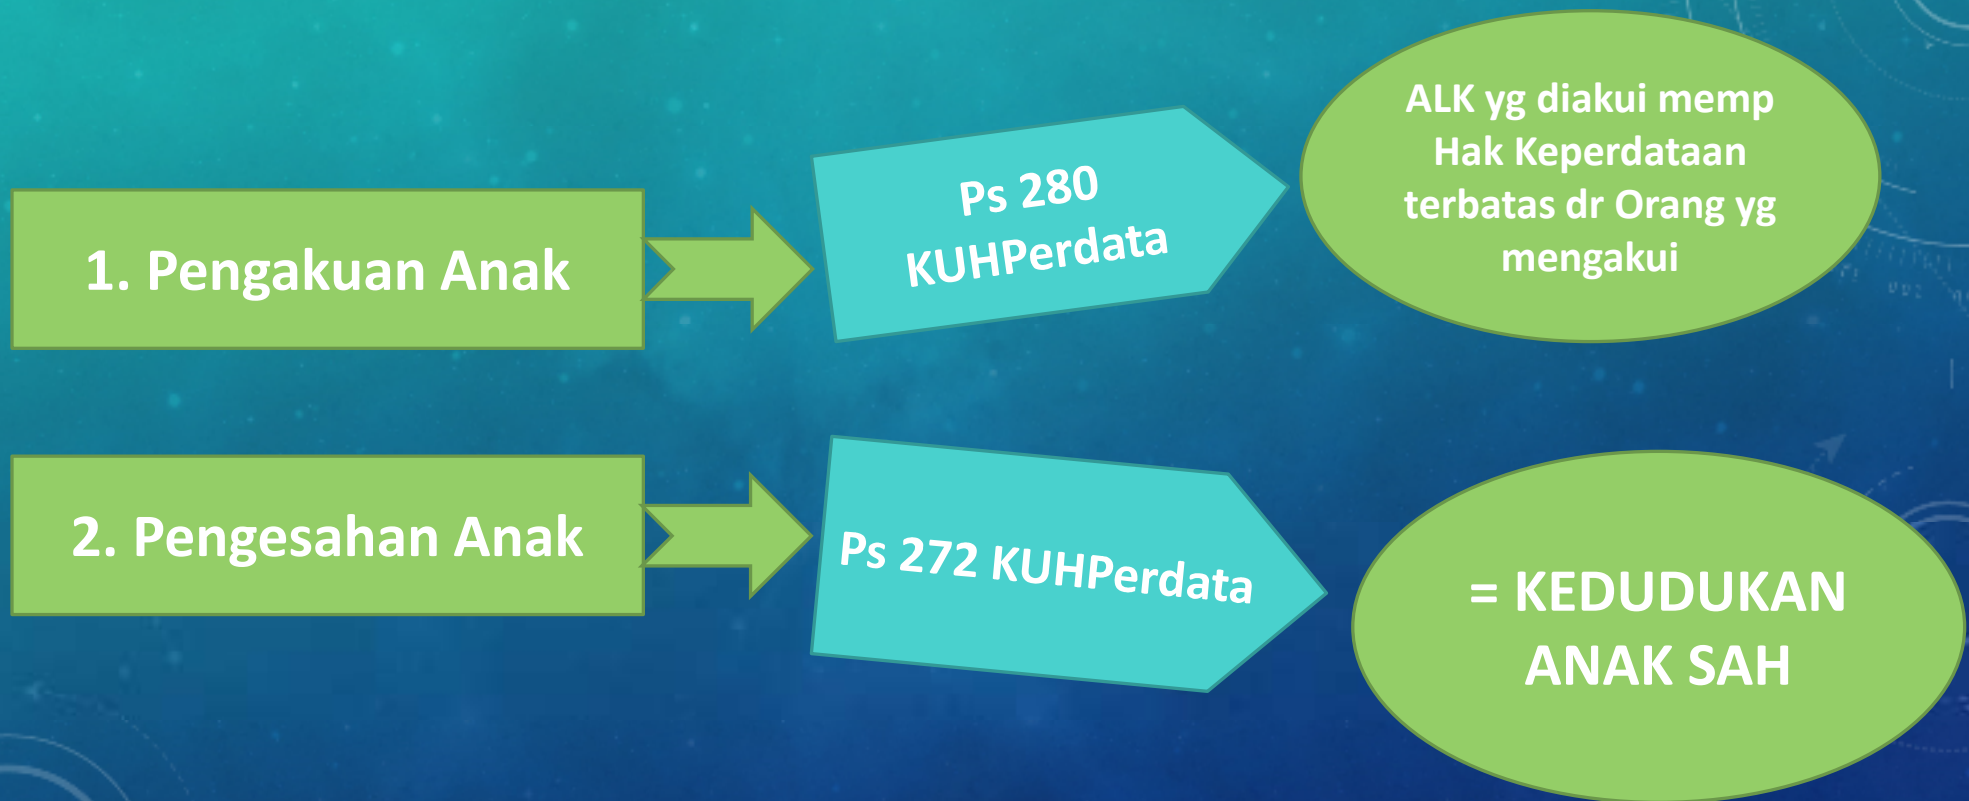 1. Pengakuan Anak
Ps 280
KUHPerdata
ALK yg diakui memp
Hak Keperdataan
terbatas dr Orang yg
mengakui
2. Pengesahan Anak
Ps 272 KUHPerdata
= KEDUDUKAN
ANAK SAH